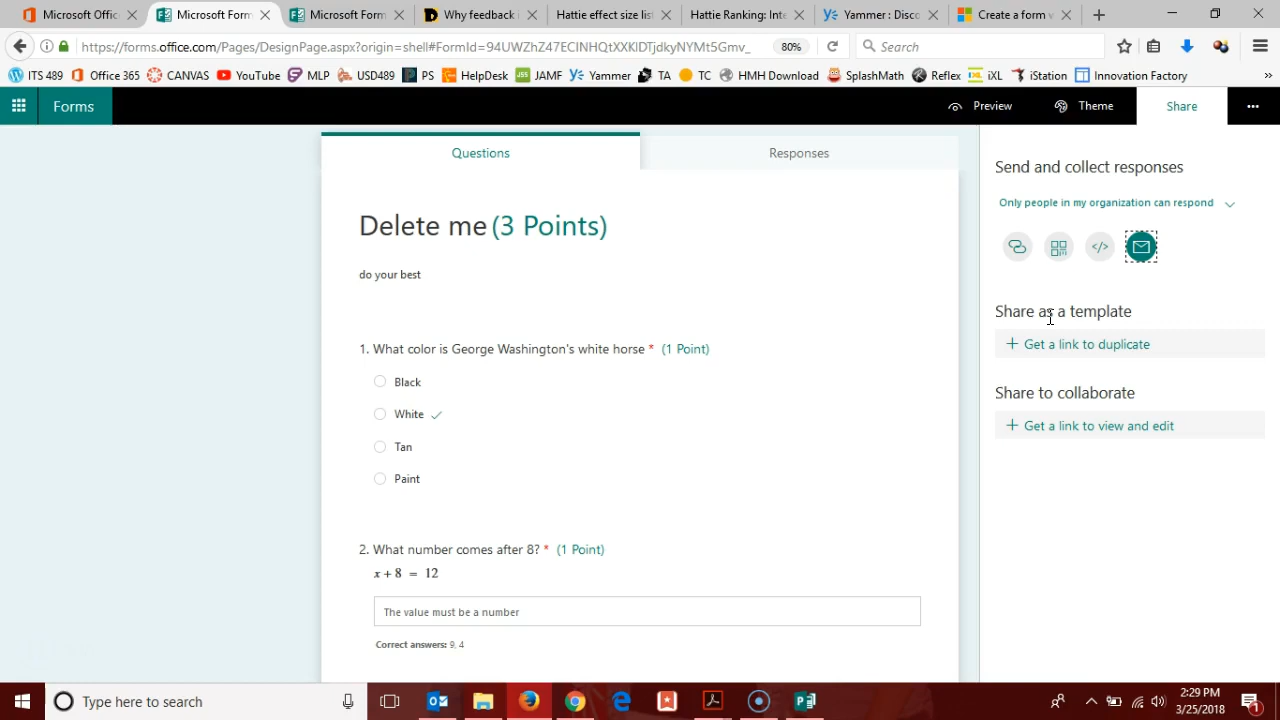 Microsoft Offi
Microsoft Form
Microsoft Form
Why feedback i
Hattie effect size list
Hattie Ranking: Inte
Yammer : Disco
Create a form v
https://forms.office.com/Pages/DesignPage.aspx?origin=shell#FormId=94UWZhZ47ECINHQtXXKlDTjdkyNYMt5Gmv_
80%
Search
ITS 489
Office 365
CANVAS
YouTube
MLP
USD489
PS
HelpDesk
JAMF
Yammer
TA
TC
HMH Download
SplashMath
Reflex
iXL
iStation
Innovation Factory
Forms
Preview
Theme
Share
Questions
Responses
Send and collect responses
Only people in my organization can respond
Delete me (3 Points)
do your best
Share as a template
+ Get a link to duplicate
Share to collaborate
+ Get a link to view and edit
1. What color is George Washington's white horse * (1 Point)
Black
White
Tan
Paint
2. What number comes after 8? * (1 Point)
x + 8 = 12
The value must be a number
Correct answers: 9, 4
Type here to search
2:29 PM
3/25/2018
1